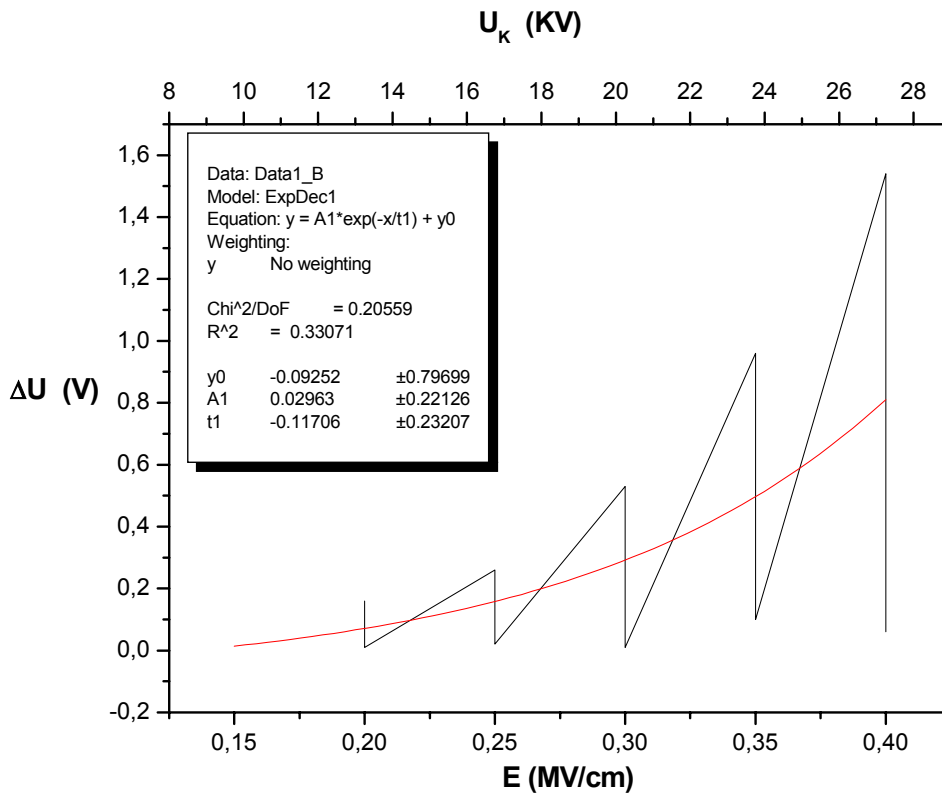 U_K (KV)
8 10 12 14 16 18 20 22 24 26 28
1,6
1,4
1,2
1,0
0,8
0,6
0,4
0,2
0,0
-0,2
ΔU (V)
Data: Data1_B
Model: ExpDec1
Equation: y = A1*exp(-x/t1) + y0
Weighting:
y No weighting
Chi^2/DoF = 0.20559
R^2 = 0.33071
y0 -0.09252 ±0.79699
A1 0.02963 ±0.22126
t1 -0.11706 ±0.23207
0,15 0,20 0,25 0,30 0,35 0,40
E (MV/cm)